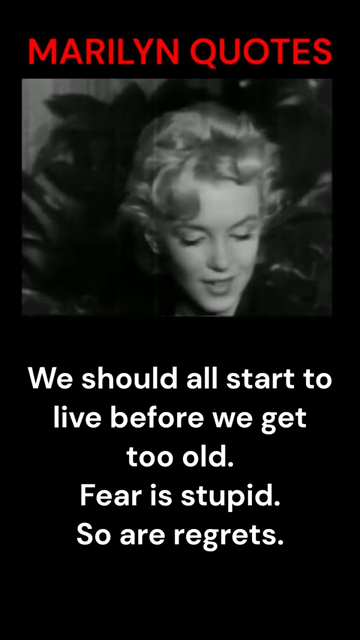 MARILYN QUOTES
We should all start to
live before we get
too old.
Fear is stupid.
So are regrets.